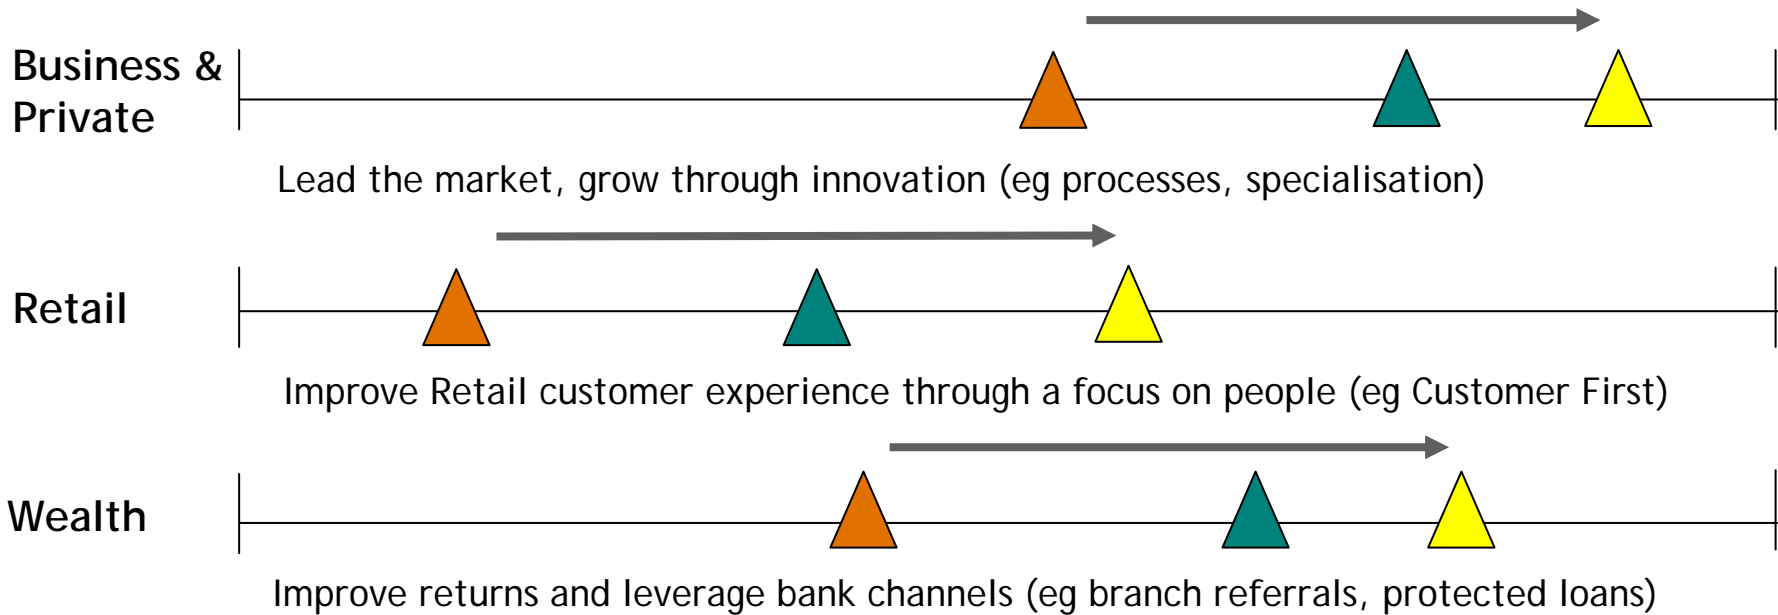 Business &
Private
Lead the market, grow through innovation (eg processes, specialisation)
Retail
Improve Retail customer experience through a focus on people (eg Customer First)
Wealth
Improve returns and leverage bank channels (eg branch referrals, protected loans)